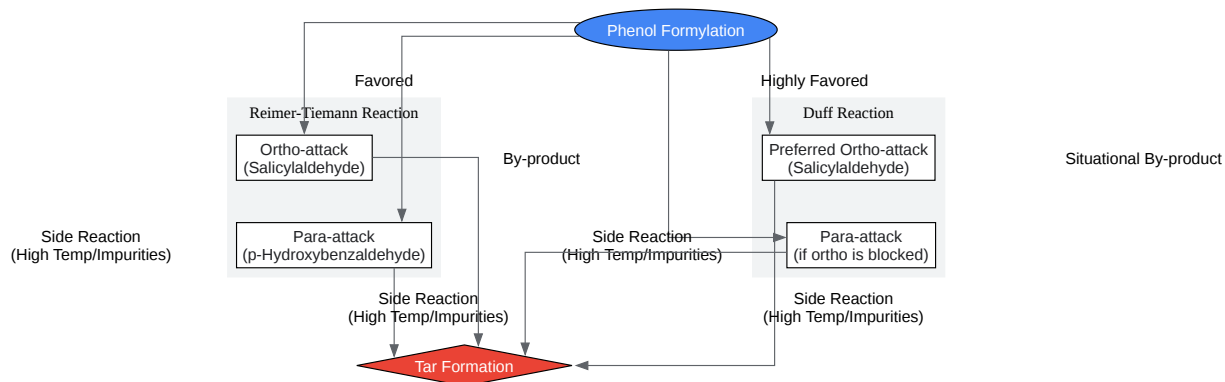 Phenol Formylation
Favored
Highly Favored
Reimer-Tiemann Reaction
Duff Reaction
Ortho-attack
(Salicylaldehyde)
By-product
Preferred Ortho-attack
(Salicylaldehyde)
Situational By-product
Side Reaction
(High Temp/Impurities)
Para-attack
(p-Hydroxybenzaldehyde)
Side Reaction
(High Temp/Impurities)
Para-attack
(if ortho is blocked)
Side Reaction
(High Temp/Impurities)
Side Reaction
(High Temp/Impurities)
Tar Formation